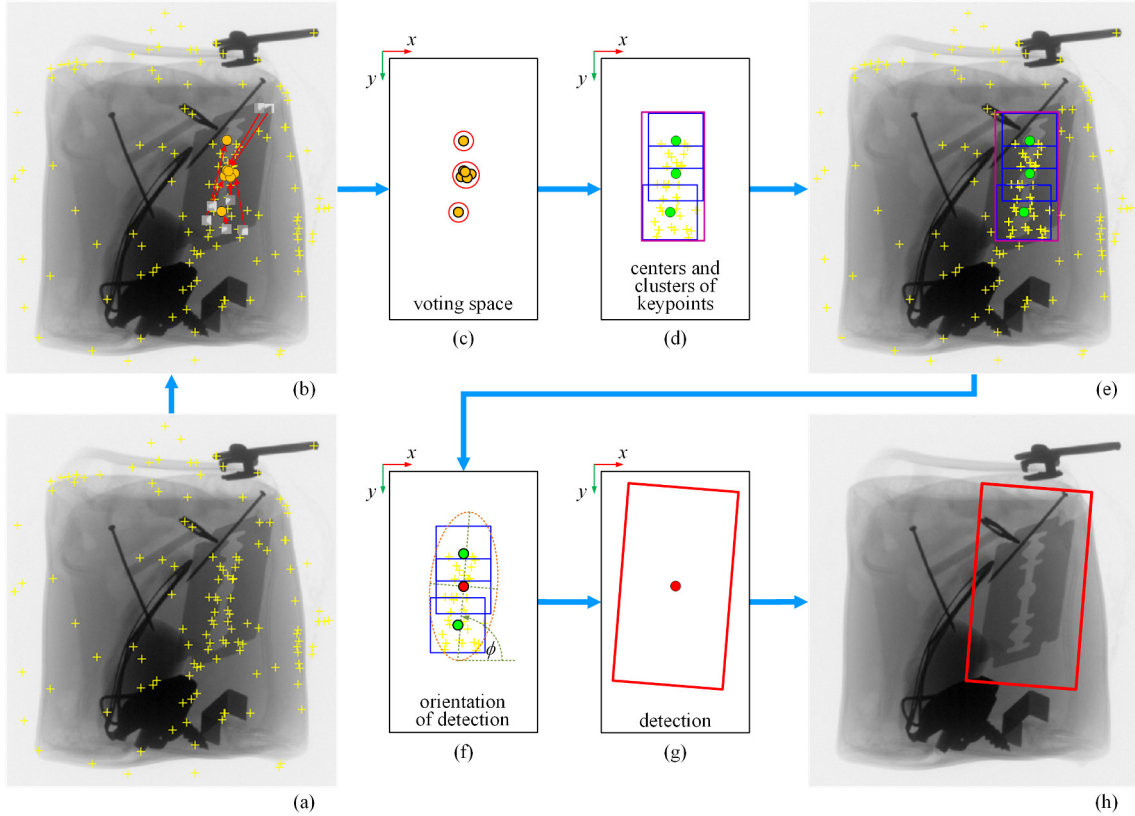 x
y
voting space
(c)
x
y
centers and
clusters of
keypoints
(d)
(b)
(e)
(a)
x
y
ϕ
orientation
of detection
(f)
x
y
detection
(g)
(h)